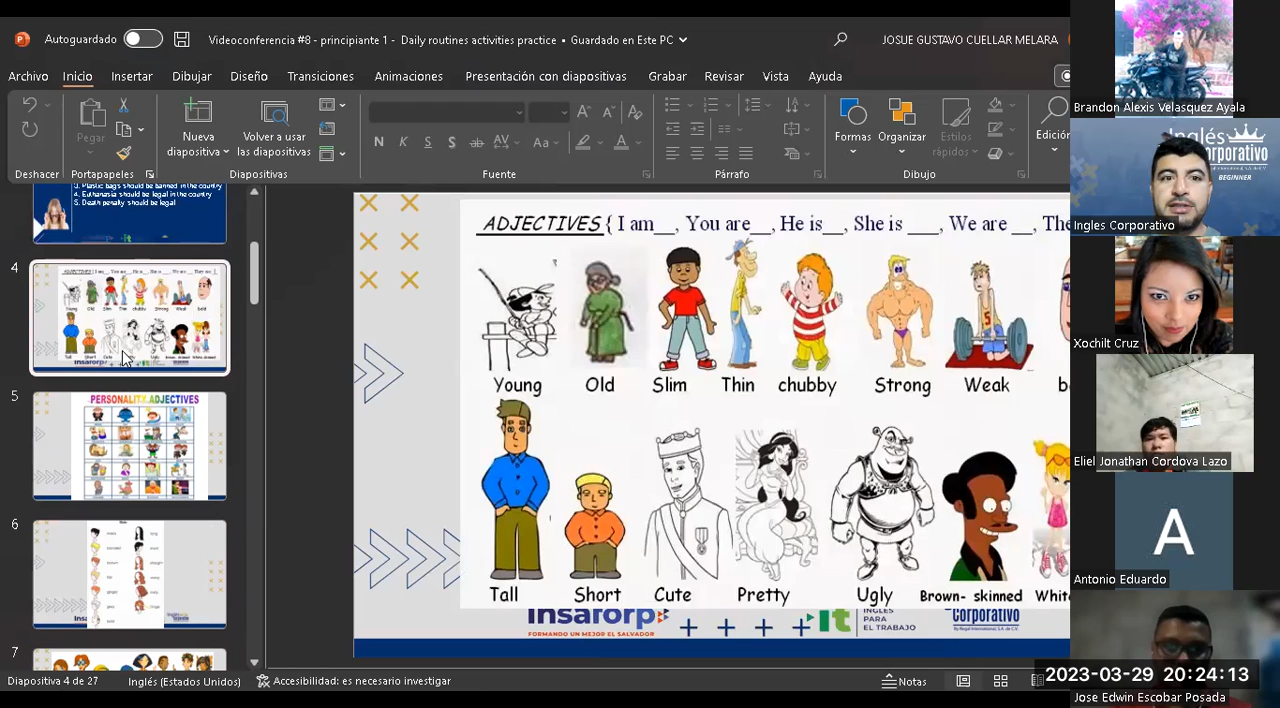 Autoguardado
Videoconferencia #8 - principiante 1 - Daily routines activities practice • Guardado en Este PC
JOSUE GUSTAVO CUELLAR MELARA
Archivo Inicio Insertar Dibujar Diseño Transiciones Animaciones Presentación con diapositivas Grabar Revisar Vista Ayuda
Pegar
Nueva diapositiva
Volver a usar las diapositivas
N K S S ab AV Aa A
Formas Organizar Estilos rápidos Edición
Deshacer Portapapeles Diapositivas Fuente Párrafo Dibujo
3. Plastic bags should be banned in the country
4. Euthanasia should be legal in the country
5. Death penalty should be legal
4
5
PERSONALITY ADJECTIVES
6
7
ADJECTIVES { I am__, You are__, He is__, She is ___, We are __, The
Young Old Slim Thin chubby Strong Weak
Tall Short Cute Pretty Ugly Brown- skinned White
insaforp
FORMANDO UN MEJOR EL SALVADOR
it
INGLÉS
PARA
EL TRABAJO
Corporativo
Diapositiva 4 de 27 Inglés (Estados Unidos) Accesibilidad: es necesario investigar Notas
Brandon Alexis Velasquez Ayala
Inglés
Corporativo
BEGINNER
Ingles Corporativo
Xochilt Cruz
Eliel Jonathan Cordova Lazo
A
Antonio Eduardo
2023-03-29 20:24:13
Jose Edwin Escobar Posada